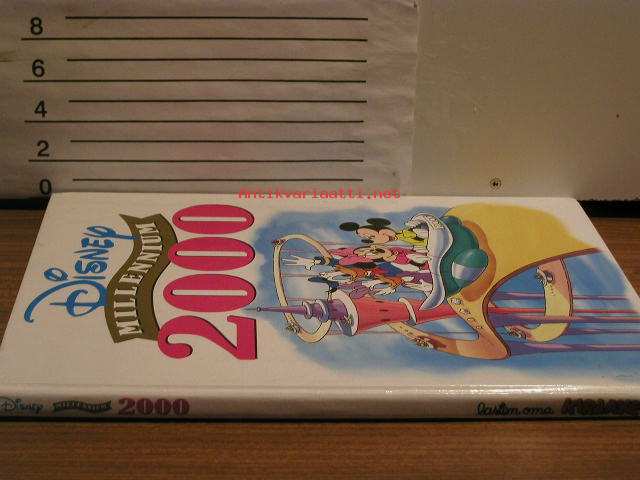 8
6
4
2
0
Antikvariaatti.net
Disney
MILLENNIUM
2000
Disney MILLENNIUM 2000 lasten oma